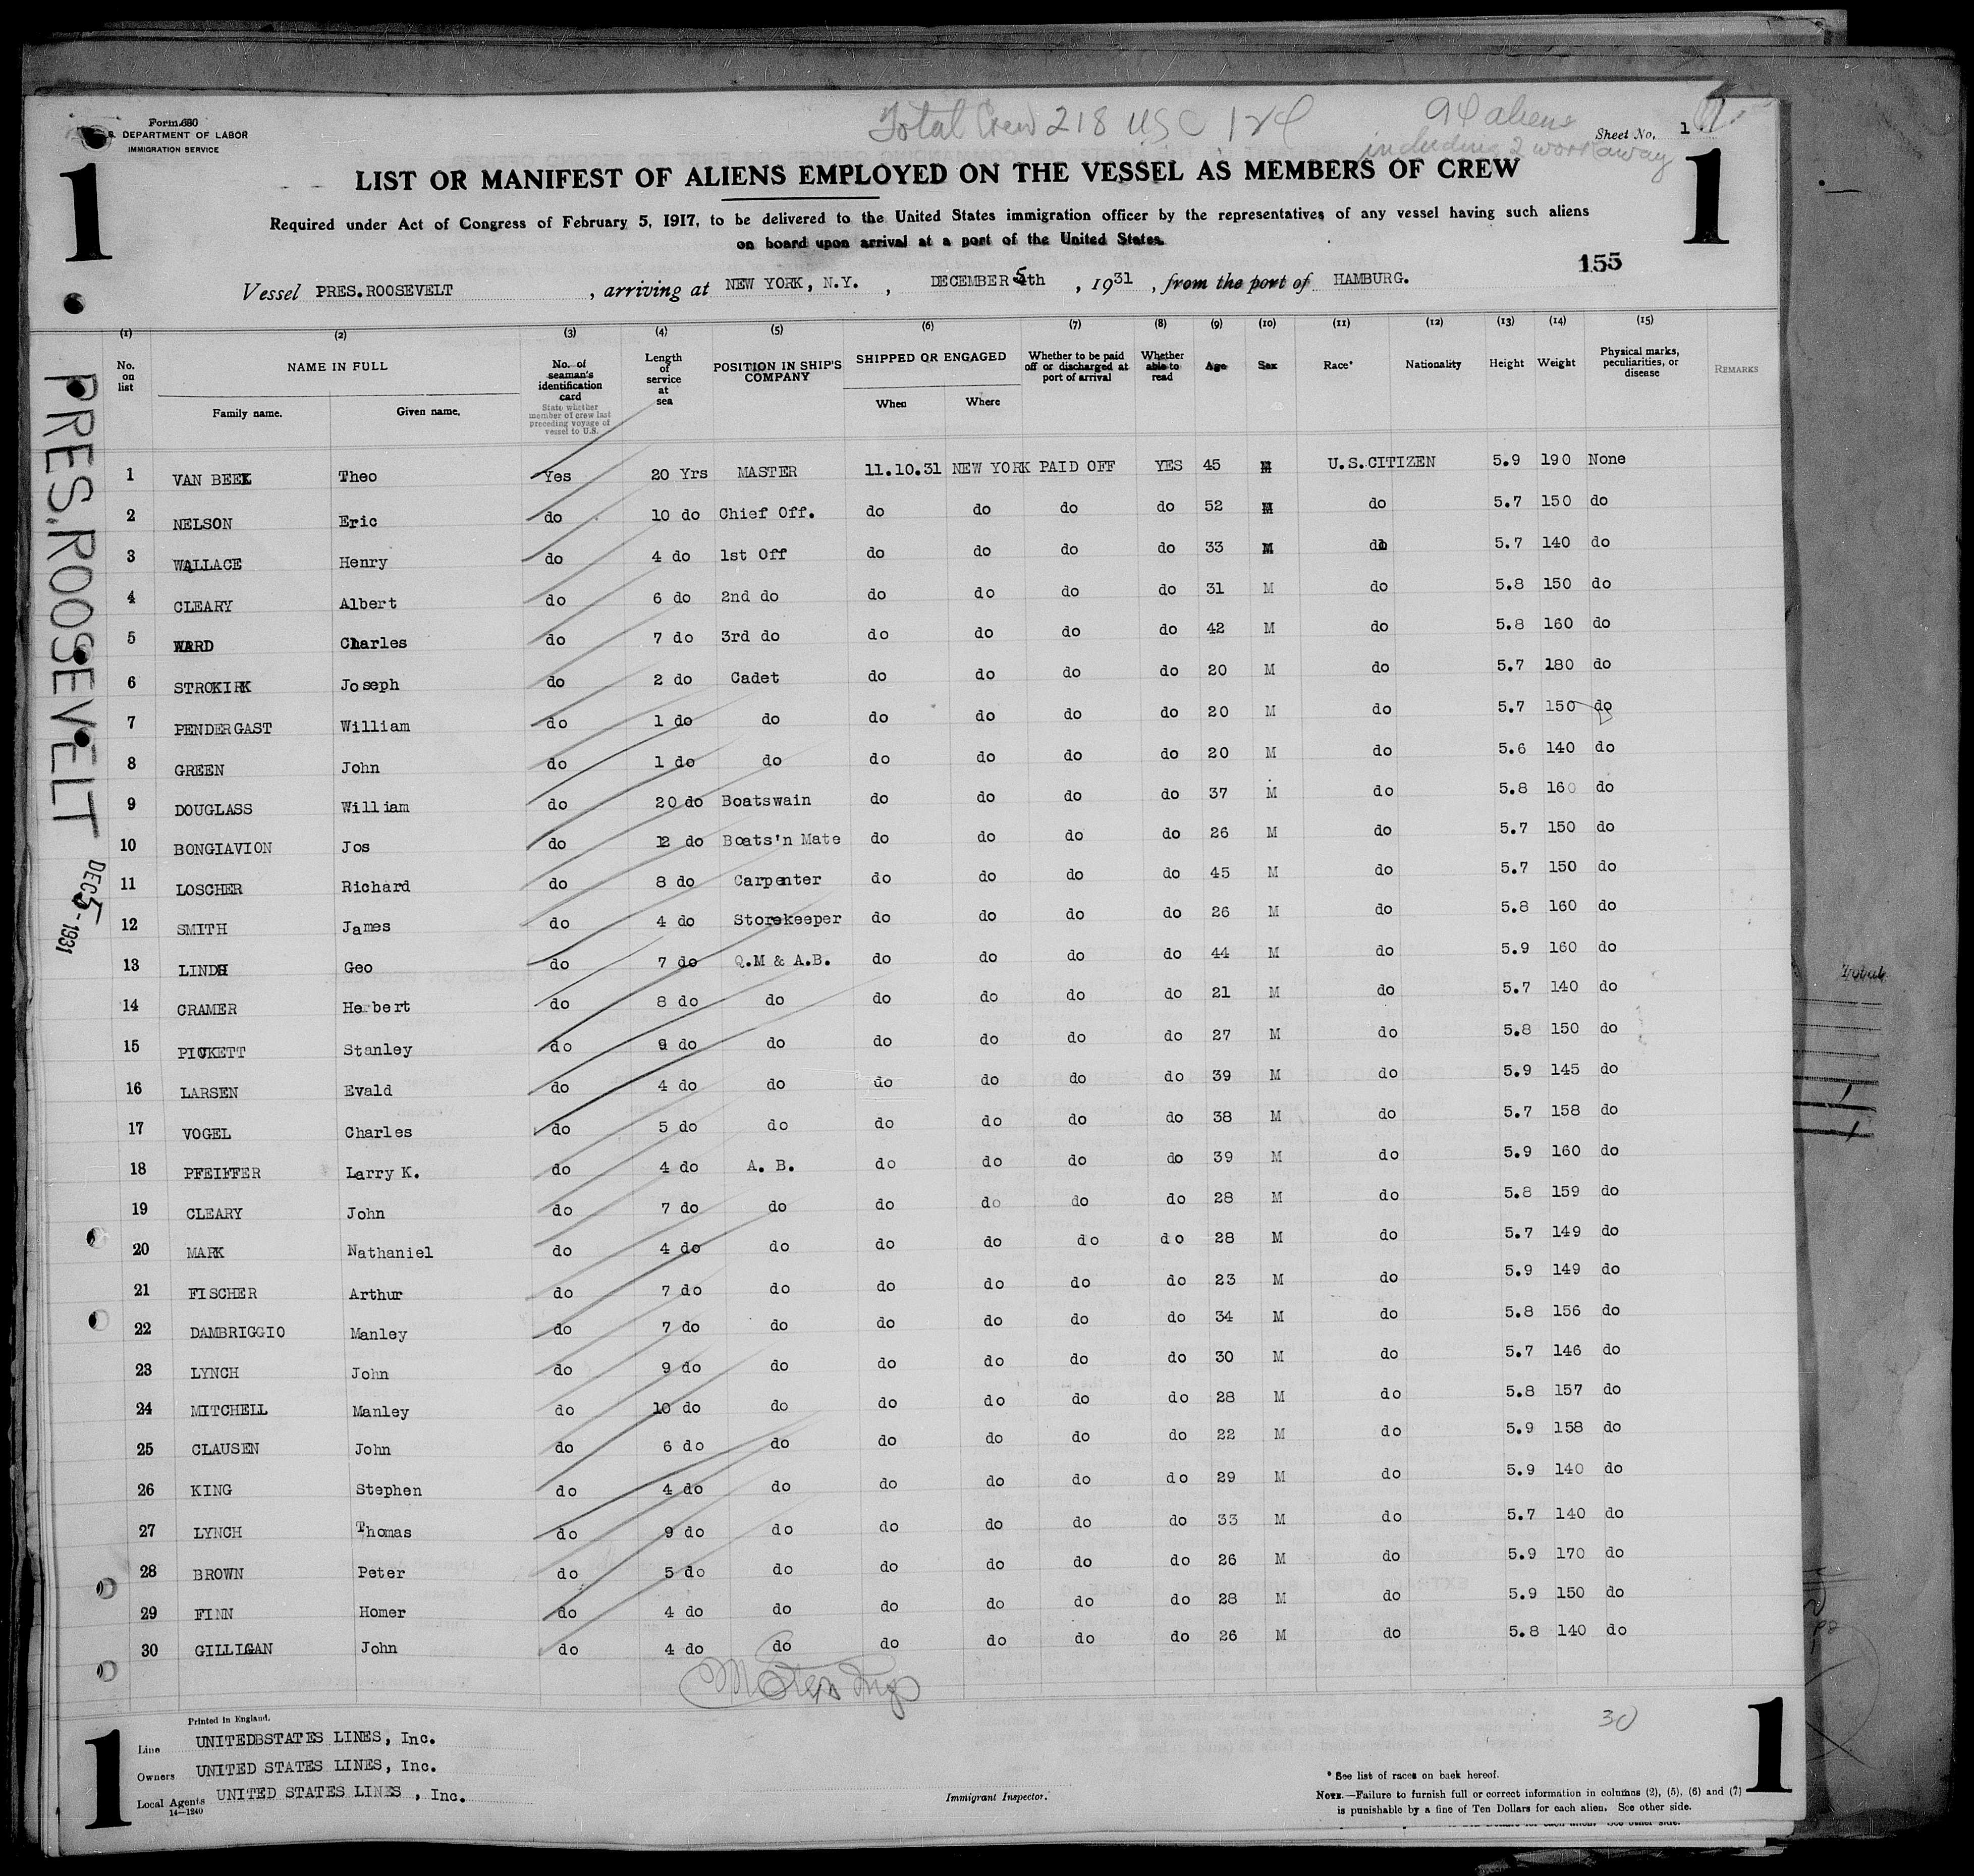 Total Crew 218 USC 124
94 aliens
including 2 workaway
Form 680
U.S. DEPARTMENT OF LABOR
IMMIGRATION SERVICE
Sheet No. 1
1
1
LIST OR MANIFEST OF ALIENS EMPLOYED ON THE VESSEL AS MEMBERS OF CREW
Required under Act of Congress of February 5, 1917, to be delivered to the United States immigration officer by the representatives of any vessel having such aliens
on board upon arrival at a port of the United States.
155
Vessel PRES.ROOSEVELT, arriving at NEW YORK, N.Y., DECEMBER 5th, 1931, from the port of HAMBURG.
(1) (2) (3) (4) (5) (6) (7) (8) (9) (10) (11) (12) (13) (14) (15)
No. on list
NAME IN FULL
Family name. Given name.
No. of seaman's identification card
State whether member of crew last preceding voyage of vessel to U.S.
Length of service at sea
POSITION IN SHIP'S COMPANY
SHIPPED OR ENGAGED
When Where
Whether to be paid off or discharged at port of arrival
Whether able to read
Age
Sex
Race*
Nationality
Height
Weight
Physical marks, peculiarities, or disease
REMARKS
1 VAN BEEK Theo Yes 20 Yrs MASTER 11.10.31 NEW YORK PAID OFF YES 45 M U.S.CITIZEN 5.9 190 None
2 NELSON Eric do 10 do Chief Off. do do do do 52 M do 5.7 150 do
3 WALLACE Henry do 4 do 1st Off do do do do 33 M do 5.7 140 do
4 CLEARY Albert do 6 do 2nd do do do do do 31 M do 5.8 150 do
5 WARD Charles do 7 do 3rd do do do do do 42 M do 5.8 160 do
6 STROKIRK Joseph do 2 do Cadet do do do do 20 M do 5.7 180 do
7 PENDERGAST William do 1 do do do do do do 20 M do 5.7 150 do
8 GREEN John do 1 do do do do do do 20 M do 5.6 140 do
9 DOUGLASS William do 20 do Boatswain do do do do 37 M do 5.8 160 do
10 BONGIAVION Jos do 12 do Boats'n Mate do do do do 26 M do 5.7 150 do
11 LOSCHER Richard do 8 do Carpenter do do do do 45 M do 5.7 150 do
12 SMITH James do 4 do Storekeeper do do do do 26 M do 5.8 160 do
13 LINDH Geo do 7 do Q.M & A.B. do do do do 44 M do 5.9 160 do
14 CRAMER Herbert do 8 do do do do do do 21 M do 5.7 140 do
15 PICKETT Stanley do 9 do do do do do do 27 M do 5.8 150 do
16 LARSEN Evald do 4 do do do do do do 39 M do 5.9 145 do
17 VOGEL Charles do 5 do do do do do do 38 M do 5.7 158 do
18 PFEIFFER Larry K. do 4 do A. B. do do do do 39 M do 5.9 160 do
19 CLEARY John do 7 do do do do do do 28 M do 5.8 159 do
20 MARK Nathaniel do 4 do do do do do do 28 M do 5.7 149 do
21 FISCHER Arthur do 7 do do do do do do 23 M do 5.9 149 do
22 DAMBRIGGIO Manley do 7 do do do do do do 34 M do 5.8 156 do
23 LYNCH John do 9 do do do do do do 30 M do 5.7 146 do
24 MITCHELL Manley do 10 do do do do do do 28 M do 5.8 157 do
25 CLAUSEN John do 6 do do do do do do 22 M do 5.9 158 do
26 KING Stephen do 4 do do do do do do 29 M do 5.9 140 do
27 LYNCH Thomas do 9 do do do do do do 33 M do 5.7 140 do
28 BROWN Peter do 5 do do do do do do 26 M do 5.9 170 do
29 FINN Homer do 4 do do do do do do 28 M do 5.9 150 do
30 GILLIGAN John do 4 do do do do do do 26 M do 5.8 140 do
PRES. ROOSEVELT
DEC 5-1931
Total
30
1
1
Printed in England.
Line UNITEDBSTATES LINES, Inc.
Owners UNITED STATES LINES, Inc.
Local Agents UNITED STATES LINES, Inc.
14—1240
Immigrant Inspector.
* See list of races on back hereof.
NOTE.—Failure to furnish full or correct information in columns (2), (5), (6) and (7)
is punishable by a fine of Ten Dollars for each alien. See other side.